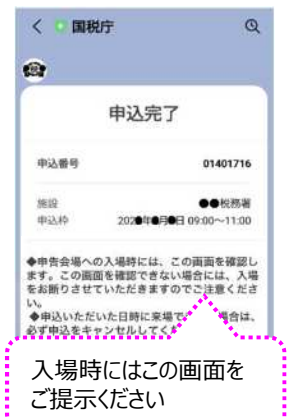 国税庁
申込完了
申込番号 01401716
施設 ●●税務署
申込枠 202●年●月●日 09:00～11:00
◆申告会場への入場時には、この画面を確認し
ます。この画面を確認できない場合には、入場
をお断りさせていただきますのでご注意くださ
い。
◆申込いただいた日時に来場で 場合は、
必ず申込をキャンセルしてく
入場時にはこの画面を
ご提示ください